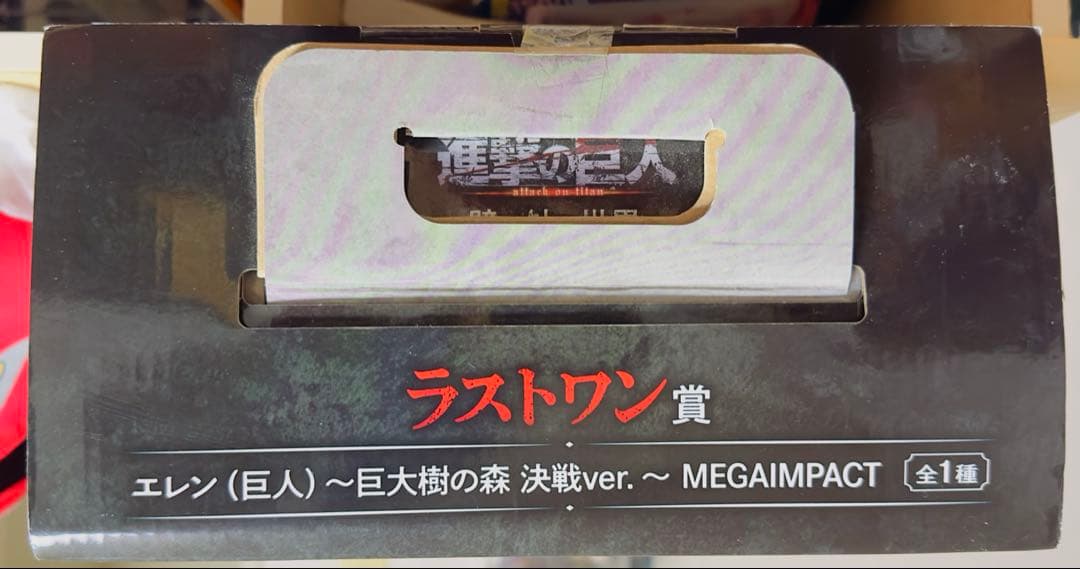 進撃の巨人
attack on titan
ラストワン賞
エレン（巨人）～巨大樹の森 決戦ver.～ MEGAIMPACT 全1種